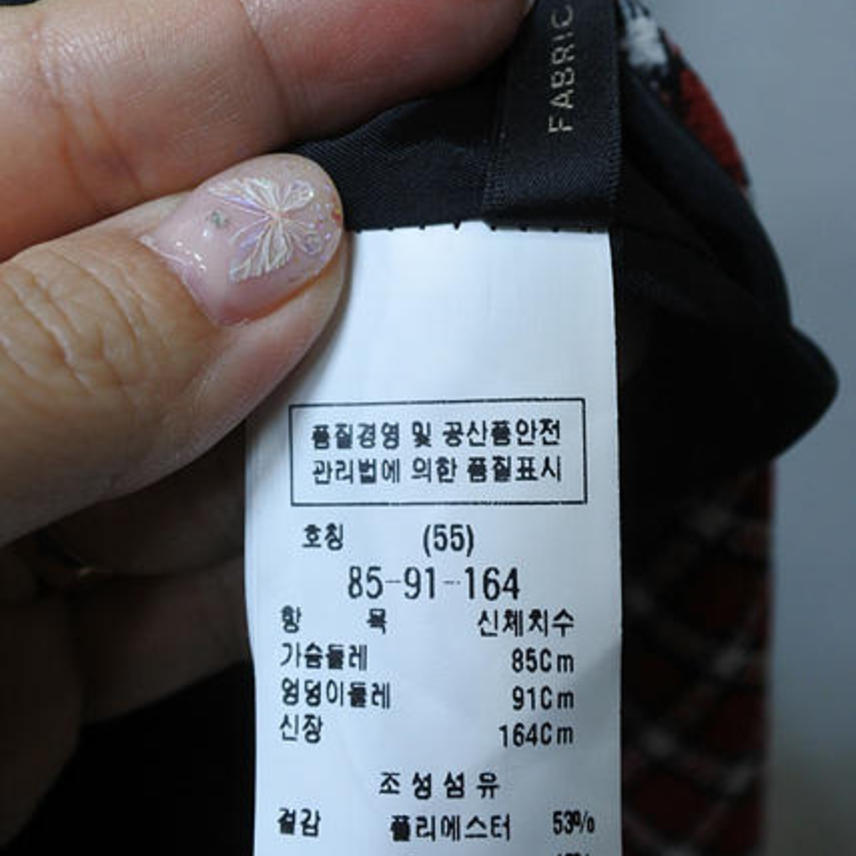 FABRIC
품질경영 및 공산품안전
관리법에 의한 품질표시
호칭 (55)
85-91-164
항 목 신체치수
가슴둘레 85Cm
엉덩이둘레 91Cm
신장 164Cm
조성섬유
겉감 폴리에스터 53%